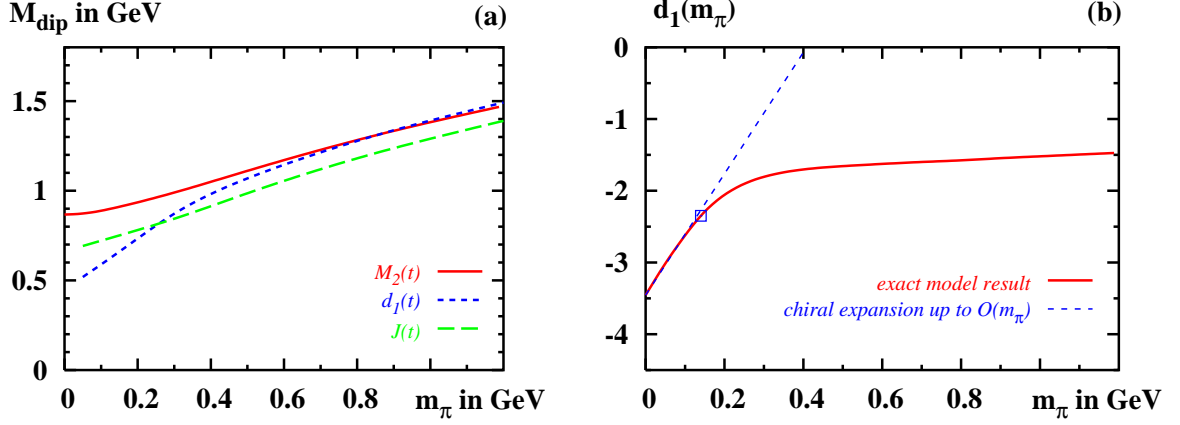 M_dip in GeV (a)
1.5
1
0.5
0
0 0.2 0.4 0.6 0.8 m_π in GeV
M_2(t)
d_1(t)
J(t)
d_1(m_π) (b)
0
-1
-2
-3
-4
0 0.2 0.4 0.6 0.8 m_π in GeV
exact model result
chiral expansion up to O(m_π)